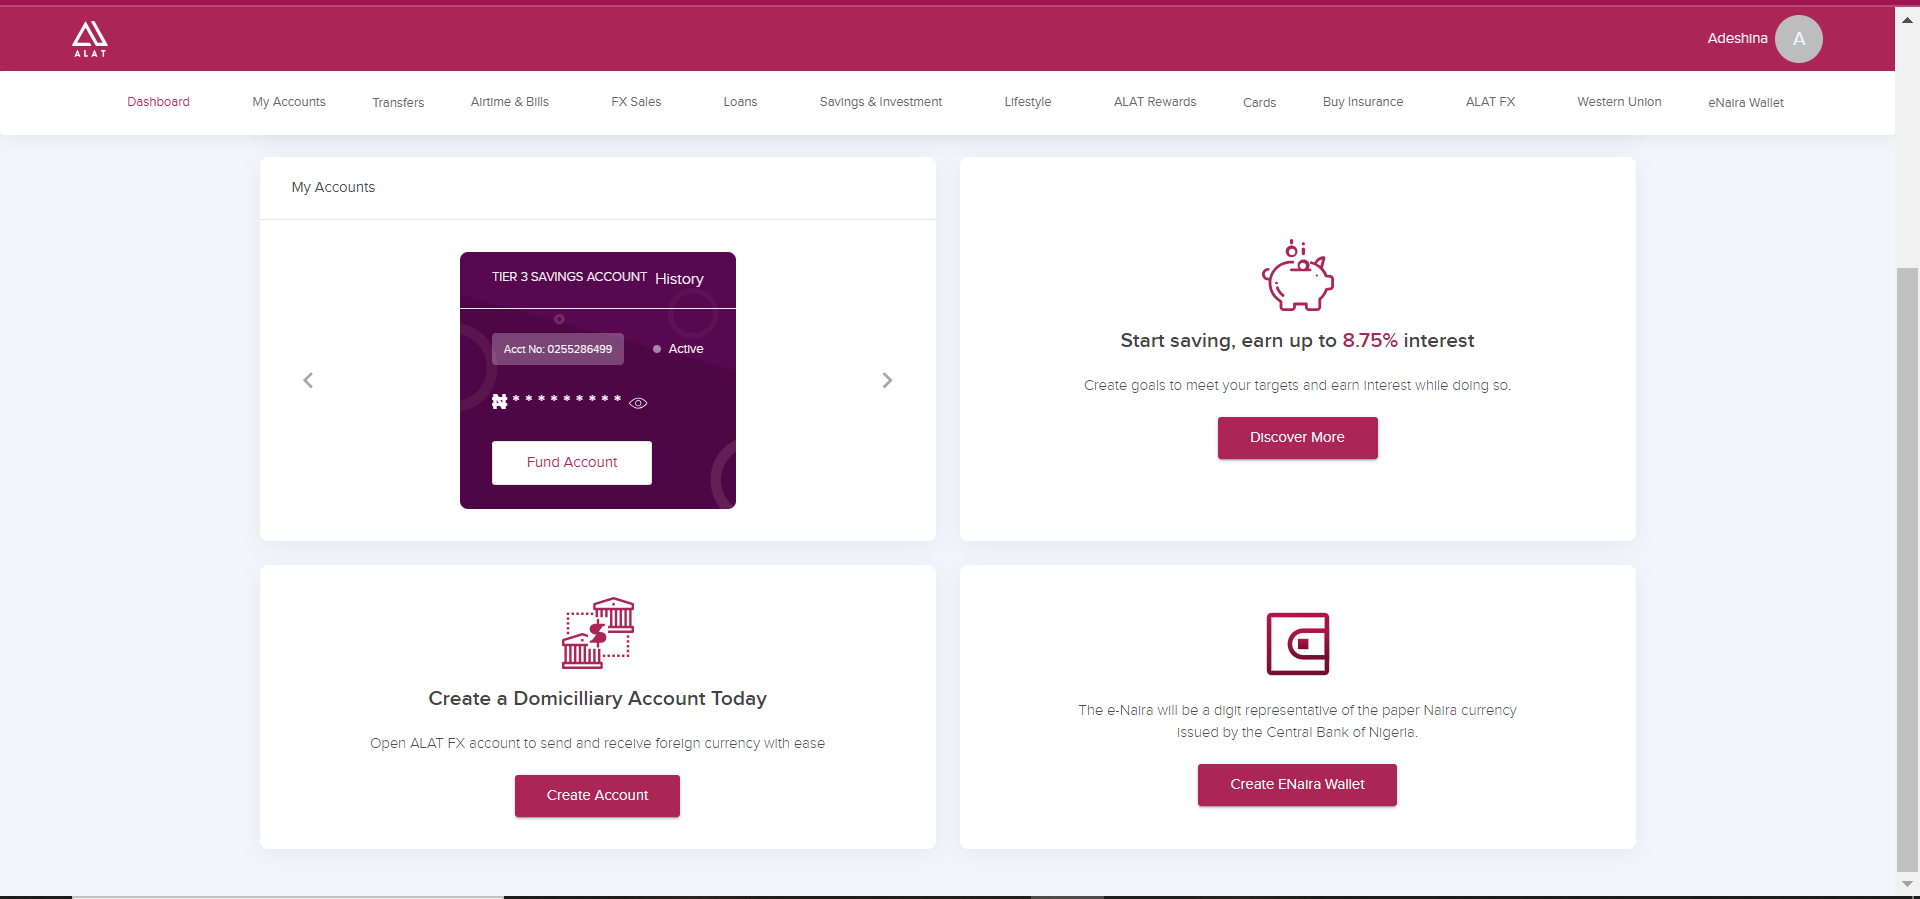 ALAT
Adeshina
A
Dashboard
My Accounts
Transfers
Airtime & Bills
FX Sales
Loans
Savings & Investment
Lifestyle
ALAT Rewards
Cards
Buy Insurance
ALAT FX
Western Union
eNaira Wallet
My Accounts
TIER 3 SAVINGS ACCOUNT History
Acct No: 0255286499
Active
₦ * * * * * * * * *
Fund Account
Start saving, earn up to 8.75% interest
Create goals to meet your targets and earn interest while doing so.
Discover More
Create a Domicilliary Account Today
Open ALAT FX account to send and receive foreign currency with ease
Create Account
The e-Naira will be a digit representative of the paper Naira currency
issued by the Central Bank of Nigeria.
Create ENaira Wallet